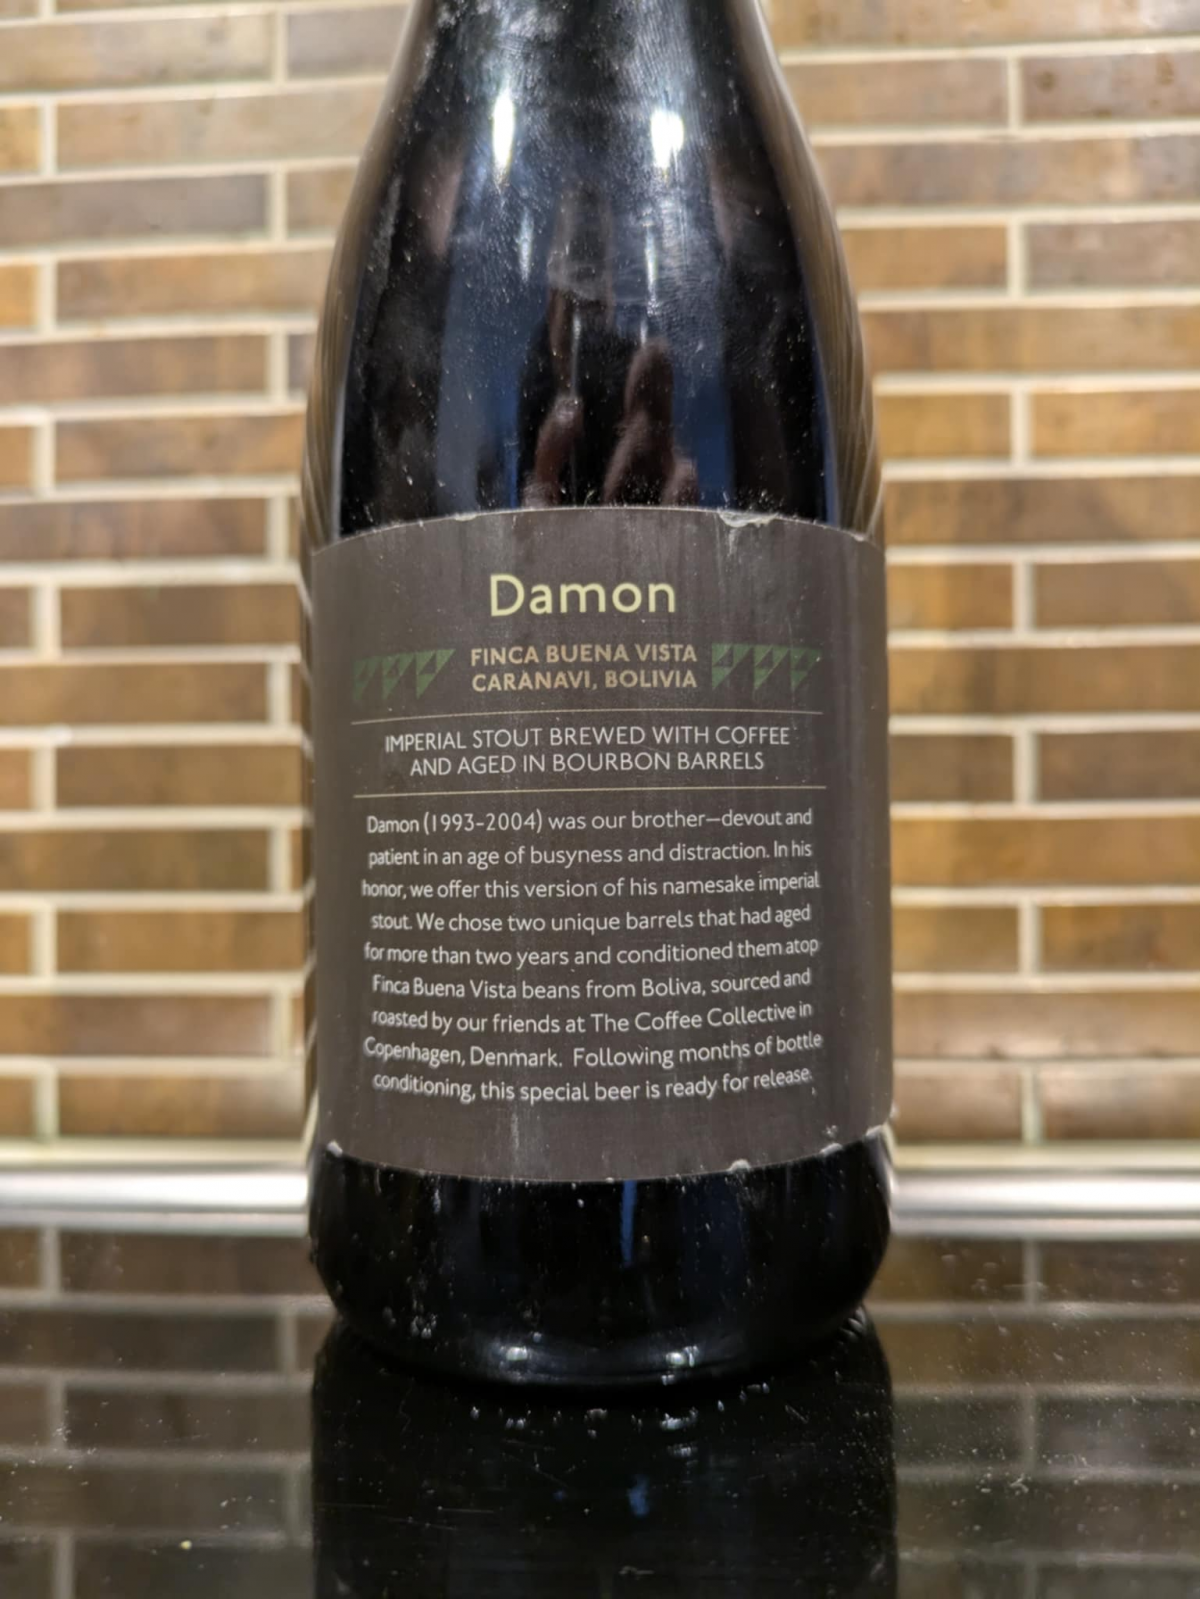 Damon
FINCA BUENA VISTA
CARANAVI, BOLIVIA
IMPERIAL STOUT BREWED WITH COFFEE
AND AGED IN BOURBON BARRELS
Damon (1993-2004) was our brother—devout and
patient in an age of busyness and distraction. In his
honor, we offer this version of his namesake imperial
stout. We chose two unique barrels that had aged
for more than two years and conditioned them atop
Finca Buena Vista beans from Boliva, sourced and
roasted by our friends at The Coffee Collective in
Copenhagen, Denmark. Following months of bottle
conditioning, this special beer is ready for release.